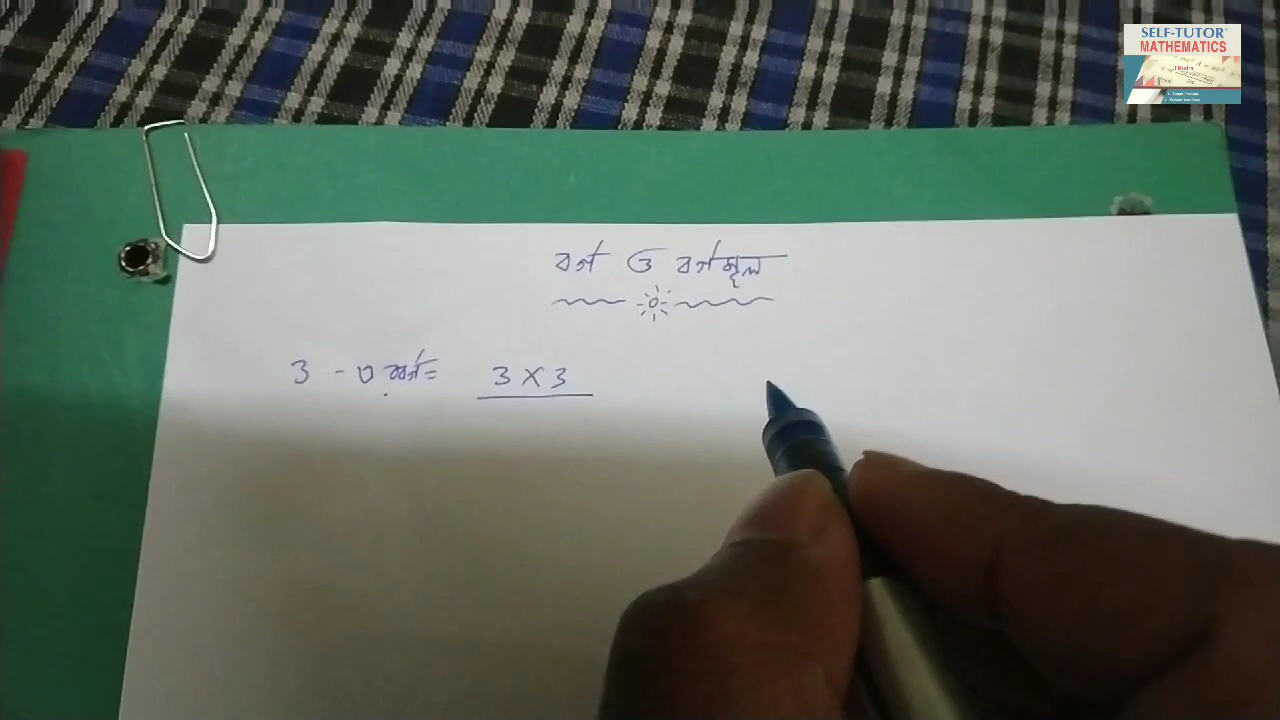 SELF-TUTOR
MATHEMATICS
বর্গ ও বর্গমূল
3 - এর বর্গ = 3 × 3